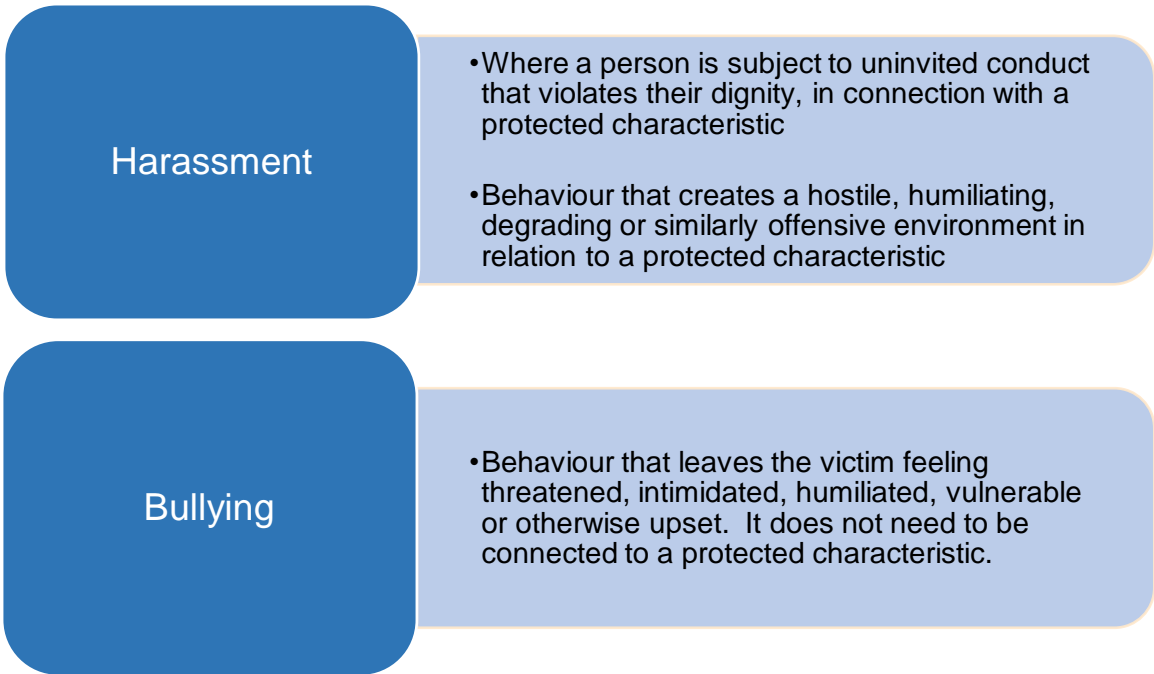 Harassment
•Where a person is subject to uninvited conduct
that violates their dignity, in connection with a
protected characteristic
•Behaviour that creates a hostile, humiliating,
degrading or similarly offensive environment in
relation to a protected characteristic
Bullying
•Behaviour that leaves the victim feeling
threatened, intimidated, humiliated, vulnerable
or otherwise upset.  It does not need to be
connected to a protected characteristic.